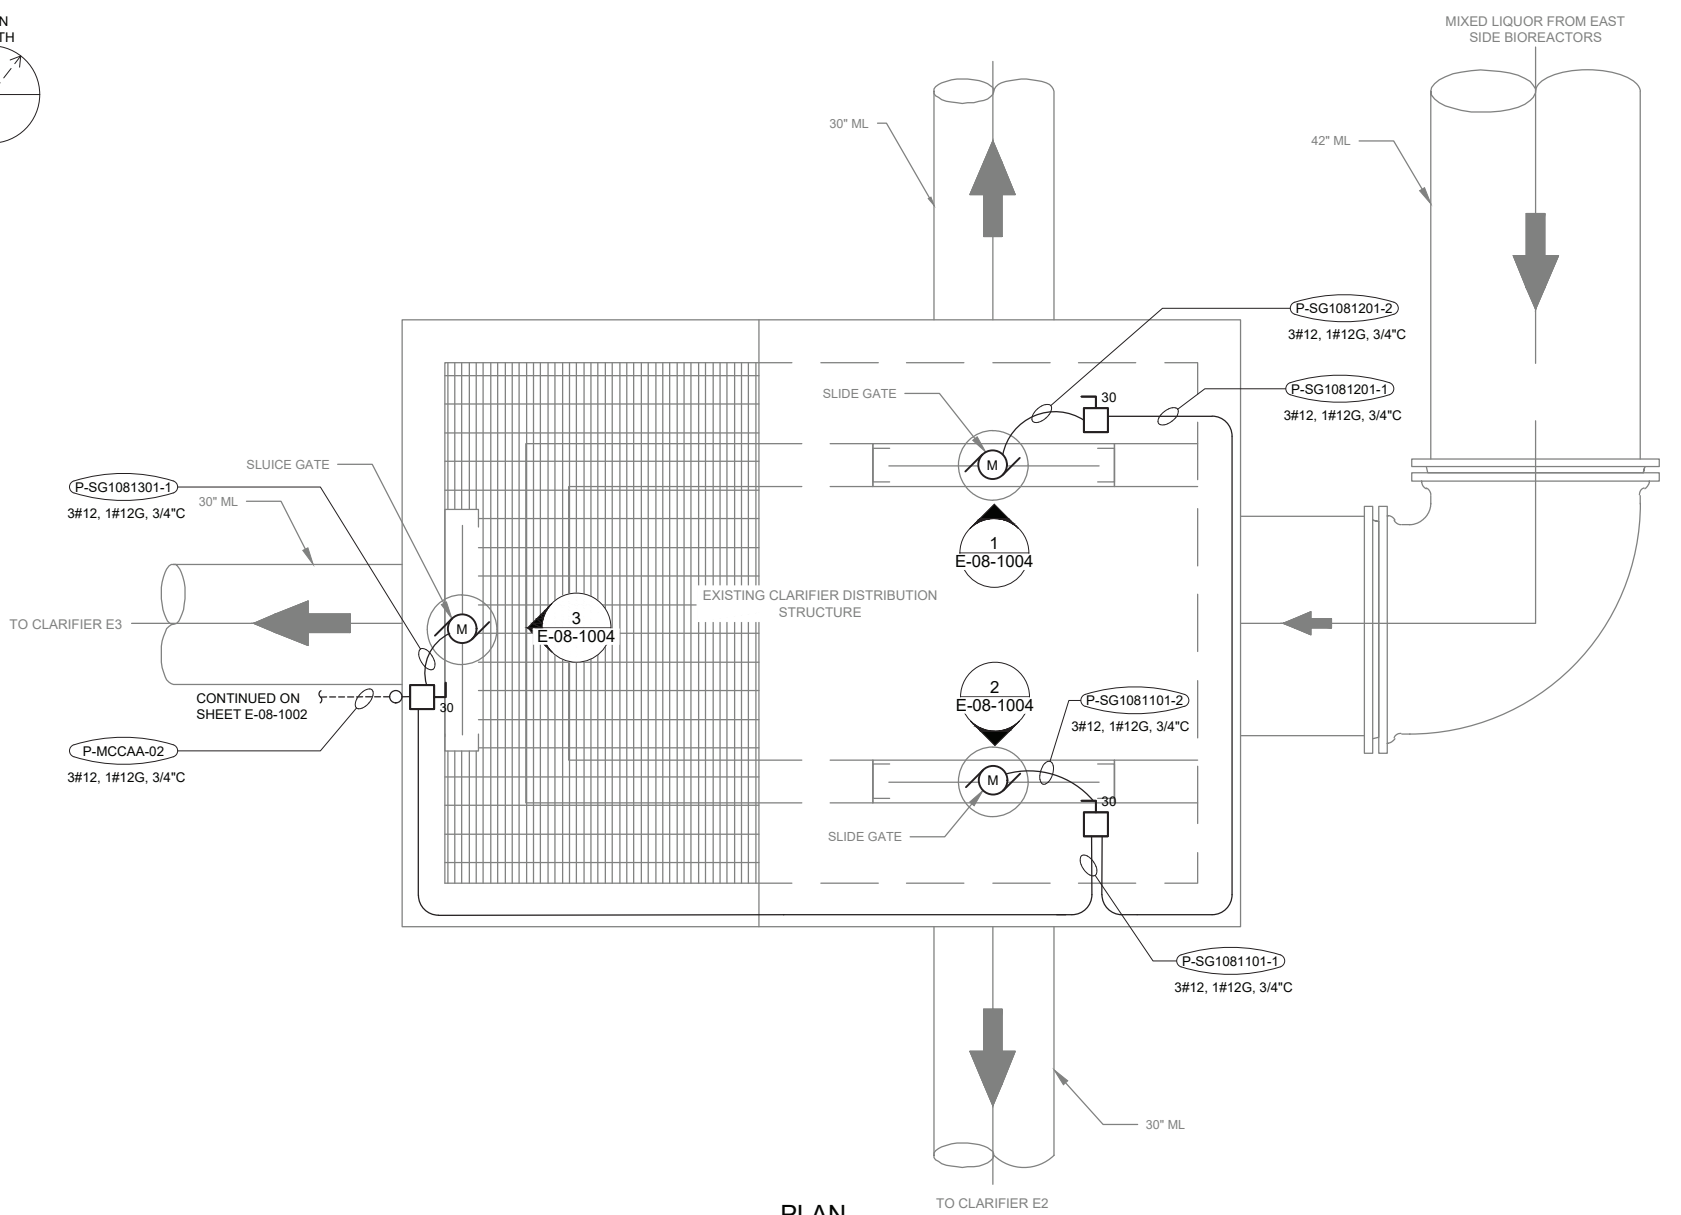 N
TH
MIXED LIQUOR FROM EAST
SIDE BIOREACTORS
30" ML
42" ML
P-SG1081201-2
3#12, 1#12G, 3/4"C
SLIDE GATE
30
P-SG1081201-1
3#12, 1#12G, 3/4"C
M
SLUICE GATE
P-SG1081301-1
3#12, 1#12G, 3/4"C
30" ML
1
E-08-1004
EXISTING CLARIFIER DISTRIBUTION
STRUCTURE
TO CLARIFIER E3
M
3
E-08-1004
CONTINUED ON
SHEET E-08-1002
30
2
E-08-1004
P-SG1081101-2
3#12, 1#12G, 3/4"C
P-MCCAA-02
3#12, 1#12G, 3/4"C
M
30
SLIDE GATE
P-SG1081101-1
3#12, 1#12G, 3/4"C
30" ML
TO CLARIFIER E2
PLAN